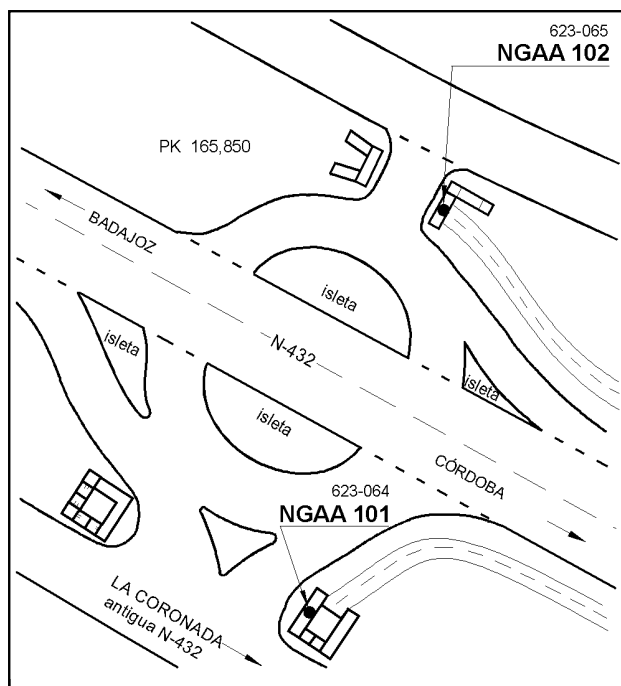 623-065
NGAA 102
PK 165,850
BADAJOZ
isleta
isleta
N-432
isleta
isleta
CÓRDOBA
623-064
NGAA 101
LA CORONADA
antigua N-432